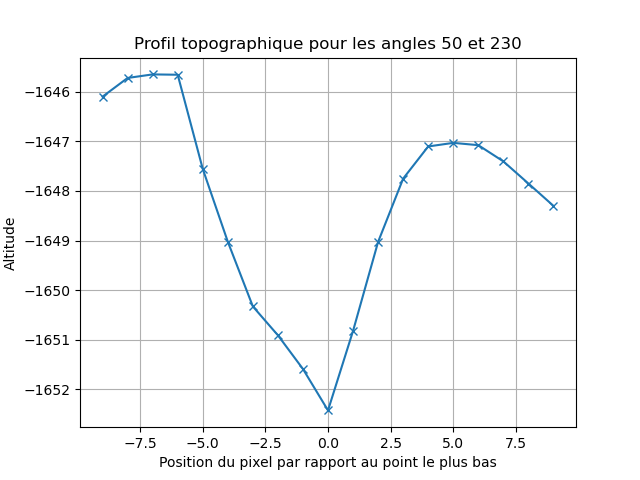 Profil topographique pour les angles 50 et 230
Altitude
−1646
−1647
−1648
−1649
−1650
−1651
−1652
−7.5 −5.0 −2.5 0.0 2.5 5.0 7.5
Position du pixel par rapport au point le plus bas